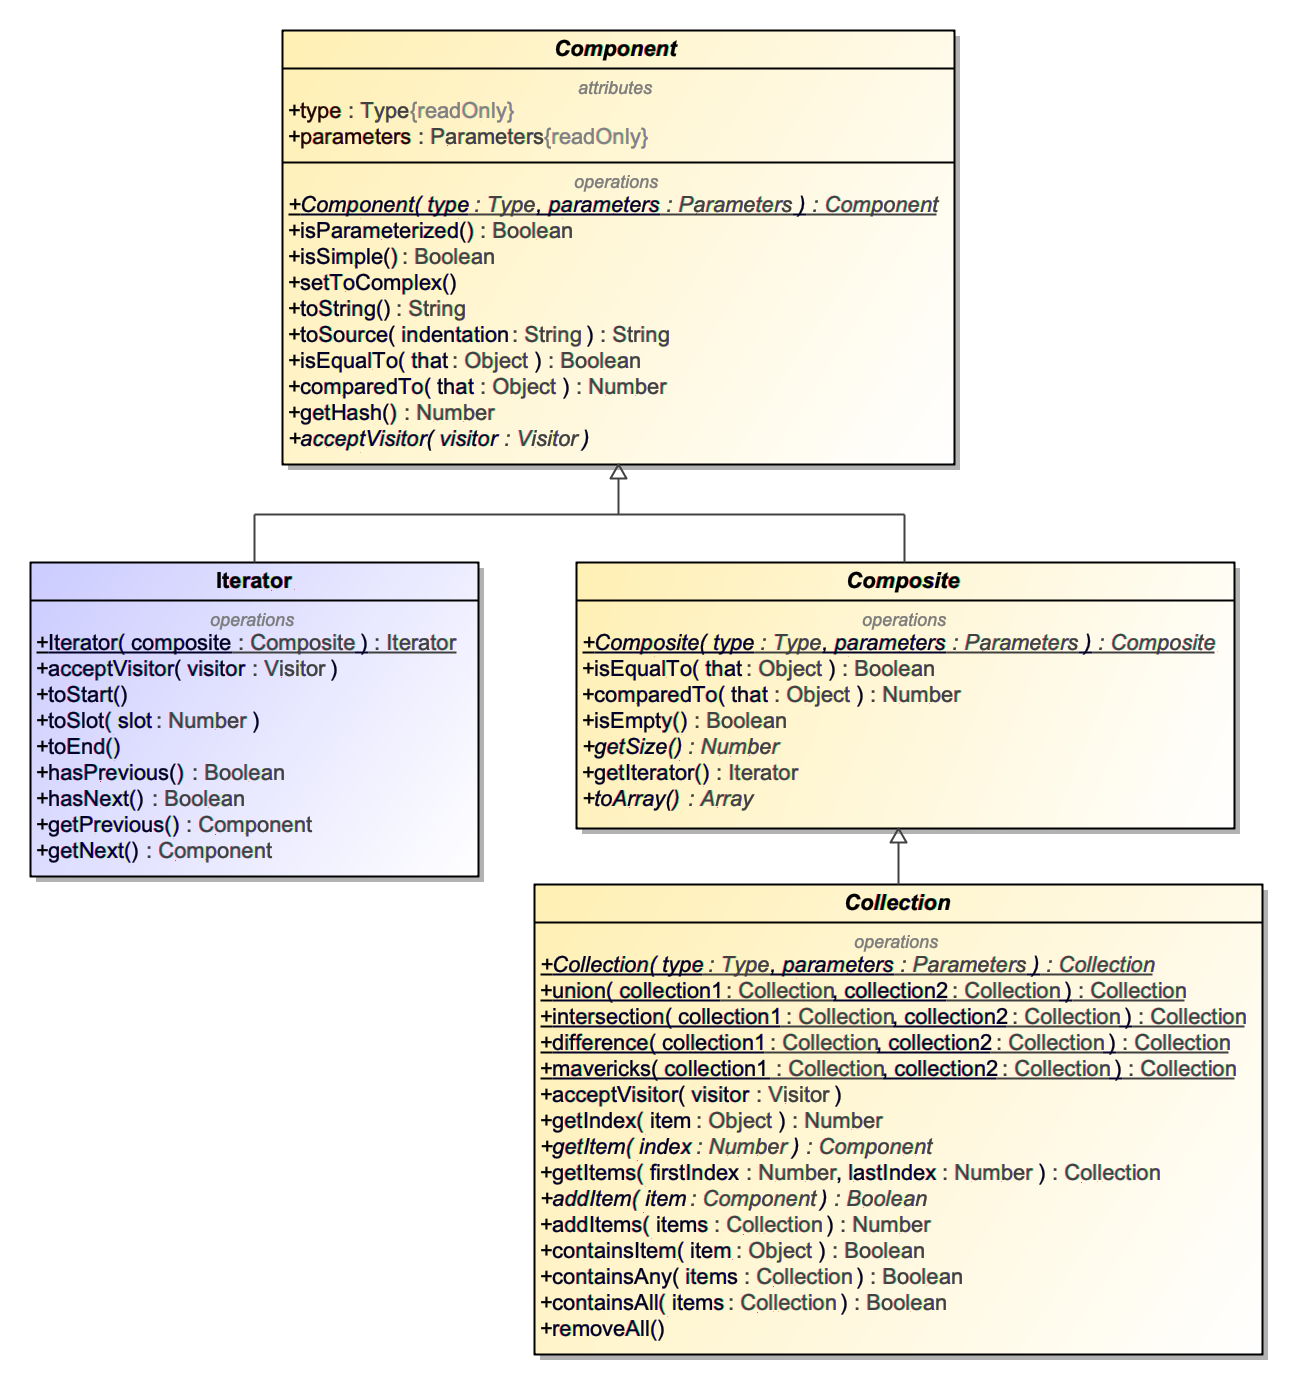 Component
attributes
+type : Type{readOnly}
+parameters : Parameters{readOnly}
operations
+Component( type : Type, parameters : Parameters ) : Component
+isParameterized() : Boolean
+isSimple() : Boolean
+setToComplex()
+toString() : String
+toSource( indentation : String ) : String
+isEqualTo( that : Object ) : Boolean
+comparedTo( that : Object ) : Number
+getHash() : Number
+acceptVisitor( visitor : Visitor )
Iterator
operations
+Iterator( composite : Composite ) : Iterator
+acceptVisitor( visitor : Visitor )
+toStart()
+toSlot( slot : Number )
+toEnd()
+hasPrevious() : Boolean
+hasNext() : Boolean
+getPrevious() : Component
+getNext() : Component
Composite
operations
+Composite( type : Type, parameters : Parameters ) : Composite
+isEqualTo( that : Object ) : Boolean
+comparedTo( that : Object ) : Number
+isEmpty() : Boolean
+getSize() : Number
+getIterator() : Iterator
+toArray() : Array
Collection
operations
+Collection( type : Type, parameters : Parameters ) : Collection
+union( collection1 : Collection, collection2 : Collection ) : Collection
+intersection( collection1 : Collection, collection2 : Collection ) : Collection
+difference( collection1 : Collection, collection2 : Collection ) : Collection
+mavericks( collection1 : Collection, collection2 : Collection ) : Collection
+acceptVisitor( visitor : Visitor )
+getIndex( item : Object ) : Number
+getItem( index : Number ) : Component
+getItems( firstIndex : Number, lastIndex : Number ) : Collection
+addItem( item : Component ) : Boolean
+addItems( items : Collection ) : Number
+containsItem( item : Object ) : Boolean
+containsAny( items : Collection ) : Boolean
+containsAll( items : Collection ) : Boolean
+removeAll()